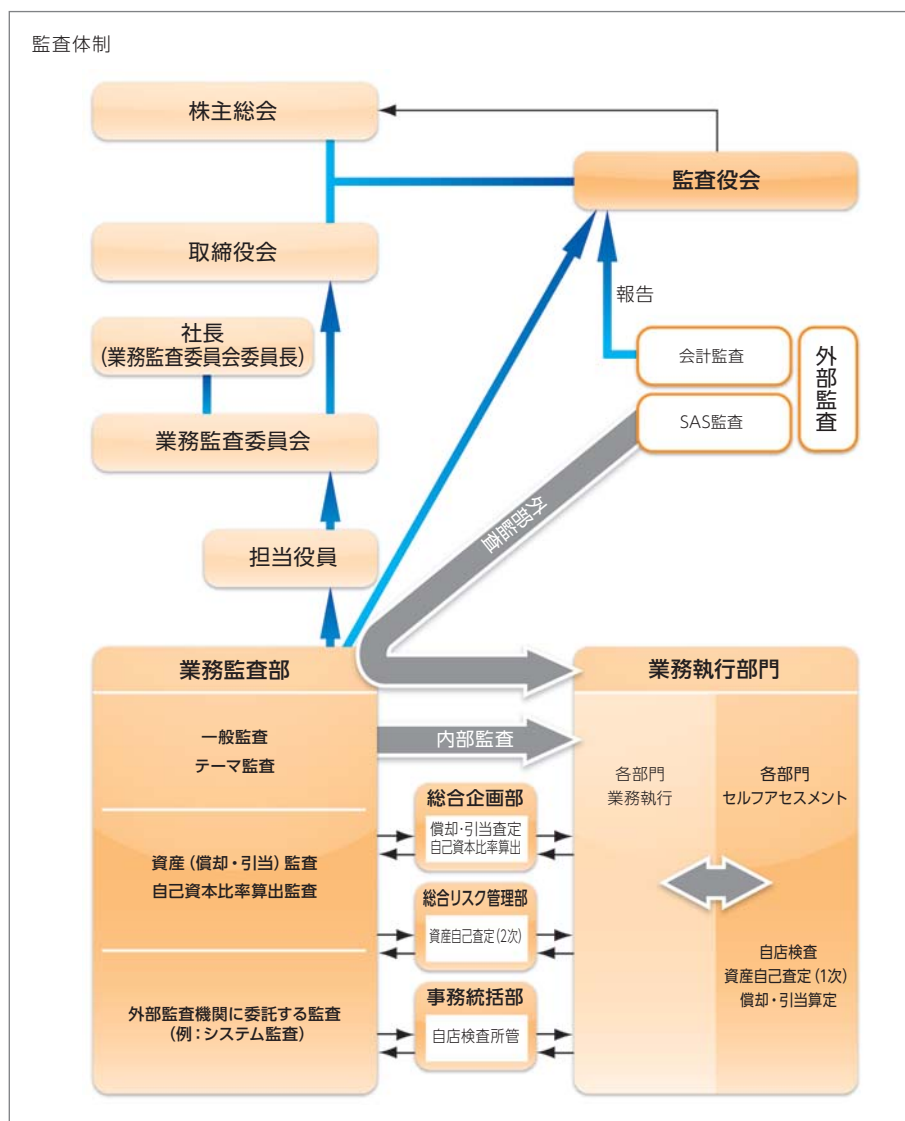 監査体制
株主総会
監査役会
取締役会
報告
社長
(業務監査委員会委員長)
会計監査
外部監査
業務監査委員会
SAS監査
外部監査
担当役員
業務監査部
業務執行部門
一般監査
テーマ監査
内部監査
各部門
業務執行
各部門
セルフアセスメント
総合企画部
償却・引当査定
自己資本比率算出
資産(償却・引当)監査
自己資本比率算出監査
総合リスク管理部
資産自己査定(2次)
自店検査
資産自己査定(1次)
償却・引当算定
事務統括部
自店検査所管
外部監査機関に委託する監査
(例:システム監査)